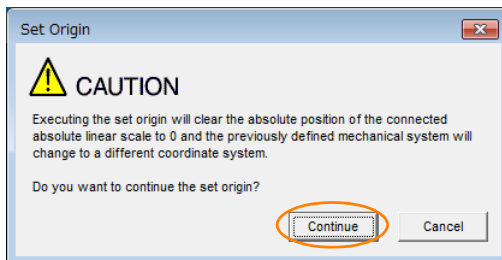 Set Origin
CAUTION
Executing the set origin will clear the absolute position of the connected
absolute linear scale to 0 and the previously defined mechanical system will
change to a different coordinate system.
Do you want to continue the set origin?
Continue Cancel